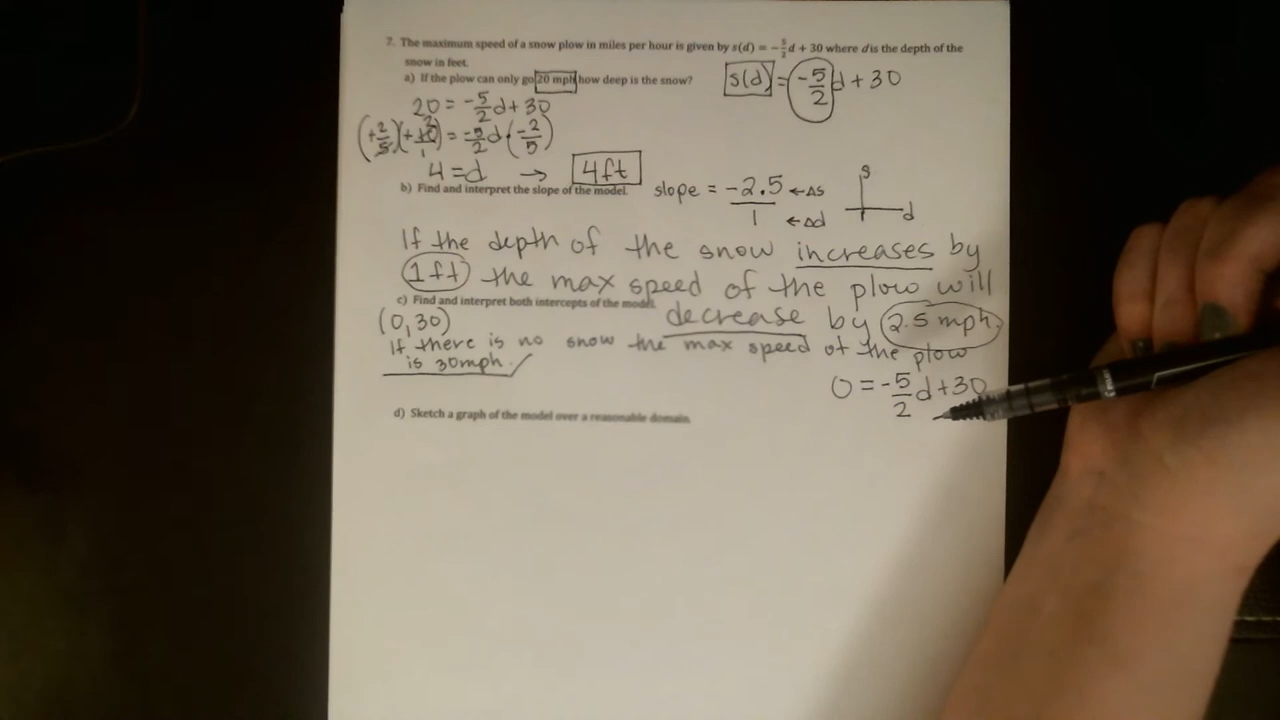 7. The maximum speed of a snow plow in miles per hour is given by s(d) = -5/2 d + 30 where d is the depth of the
snow in feet.
a) If the plow can only go 20 mph how deep is the snow?
s(d) = -5/2 d + 30
20 = -5/2 d + 30
(+2/5)(+10/1) = -5/2 d (-2/5)
4 = d → 4ft
b) Find and interpret the slope of the model.
slope = -2.5 ← Δs
1 ← Δd
s
d
If the depth of the snow increases by
1 ft the max speed of the plow will
decrease by 2.5 mph.
c) Find and interpret both intercepts of the model.
(0,30)
If there is no snow the max speed of the plow
is 30mph.
0 = -5/2 d + 30
d) Sketch a graph of the model over a reasonable domain.